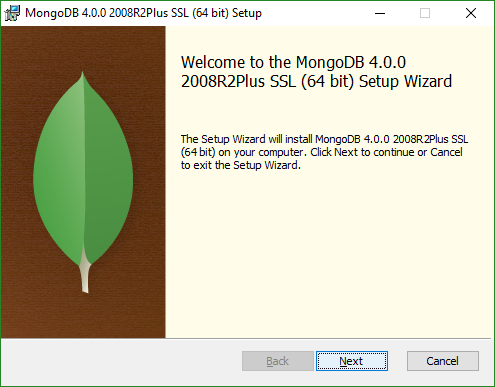 MongoDB 4.0.0 2008R2Plus SSL (64 bit) Setup
Welcome to the MongoDB 4.0.0
2008R2Plus SSL (64 bit) Setup Wizard
The Setup Wizard will install MongoDB 4.0.0 2008R2Plus SSL
(64 bit) on your computer. Click Next to continue or Cancel
to exit the Setup Wizard.
Back Next Cancel